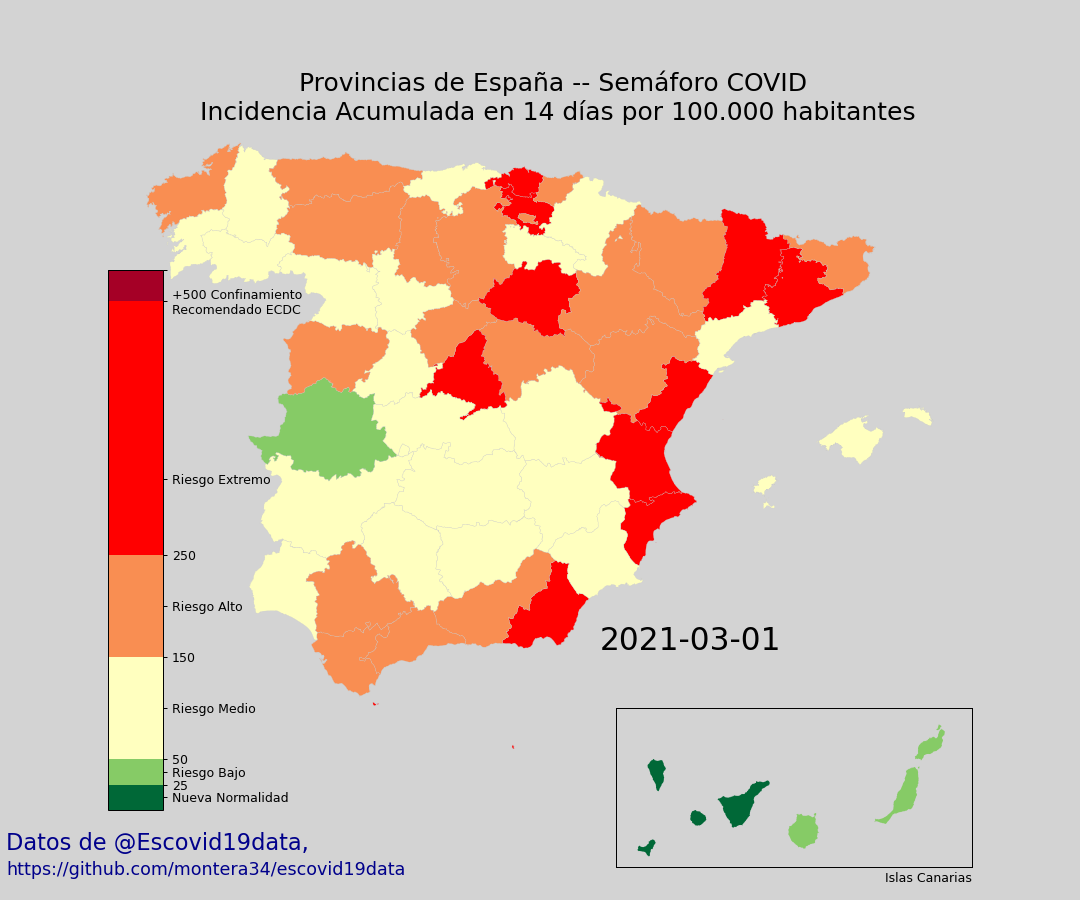 Provincias de España -- Semáforo COVID
Incidencia Acumulada en 14 días por 100.000 habitantes
+500 Confinamiento
Recomendado ECDC
Riesgo Extremo
250
Riesgo Alto
150
Riesgo Medio
50
Riesgo Bajo
25
Nueva Normalidad
2021-03-01
Islas Canarias
Datos de @Escovid19data,
https://github.com/montera34/escovid19data